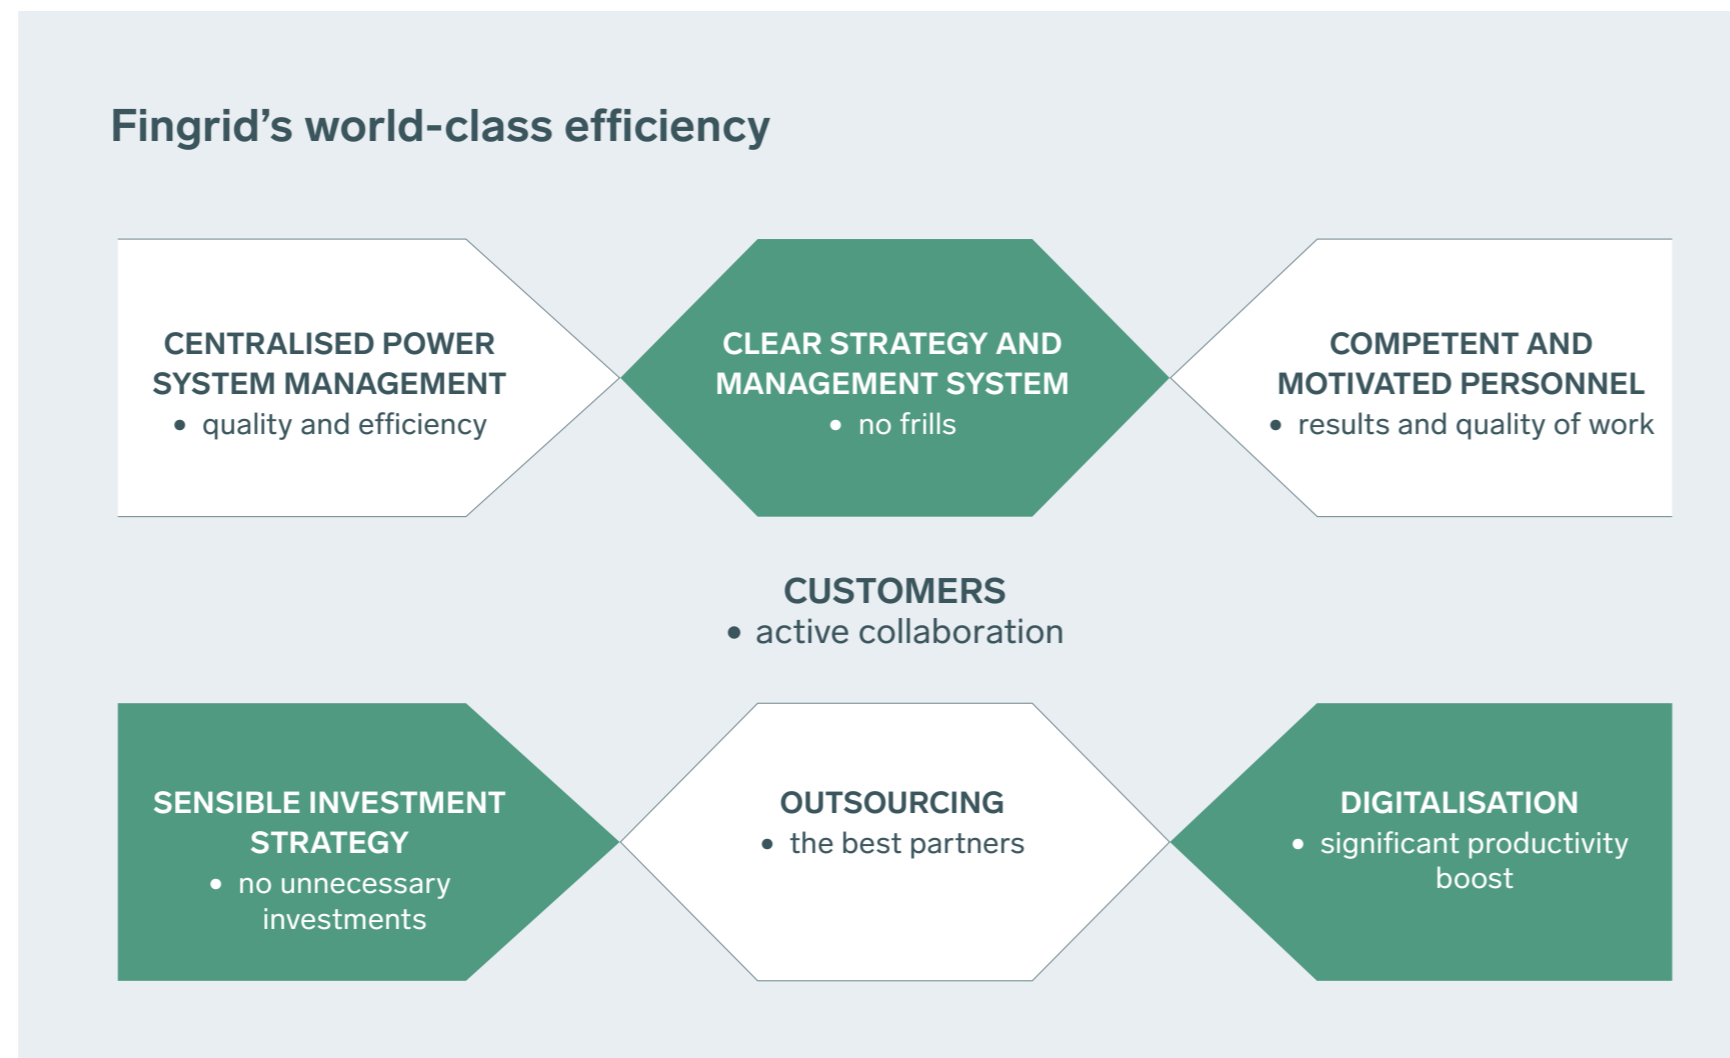 Fingrid’s world-class efficiency
CENTRALISED POWER
SYSTEM MANAGEMENT
• quality and efficiency
CLEAR STRATEGY AND
MANAGEMENT SYSTEM
• no frills
COMPETENT AND
MOTIVATED PERSONNEL
• results and quality of work
CUSTOMERS
• active collaboration
SENSIBLE INVESTMENT
STRATEGY
• no unnecessary
investments
OUTSOURCING
• the best partners
DIGITALISATION
• significant productivity
boost